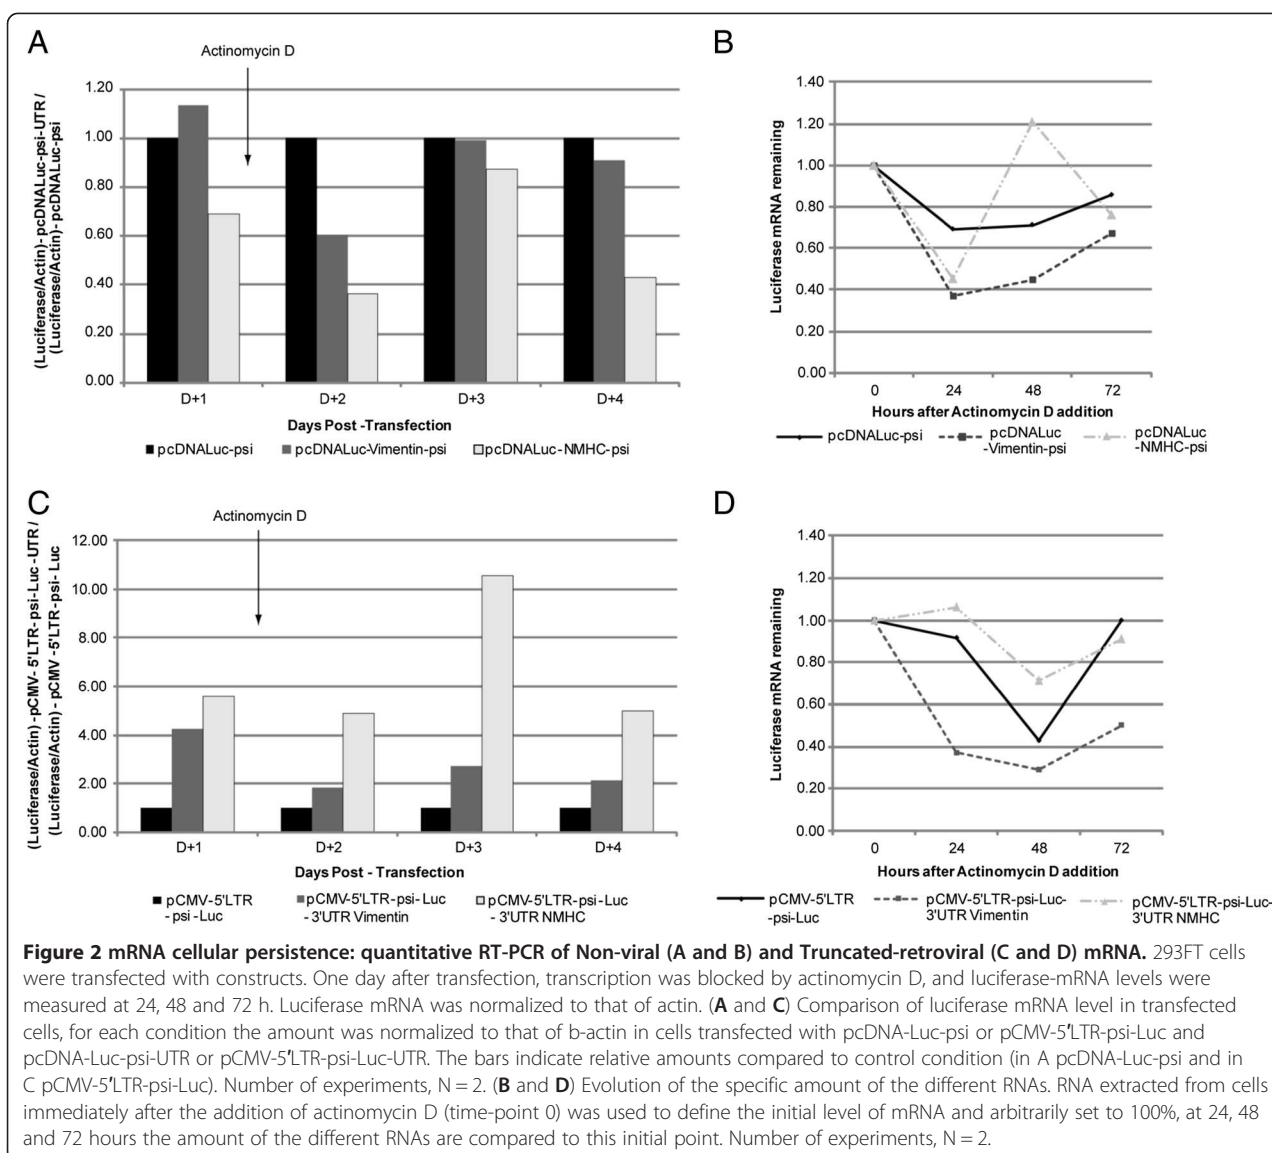 A
Actinomycin D
(Luciferase/Actin)- pcDNALuc-psi-UTR /
(Luciferase/Actin)- pcDNALuc-psi
1.20
1.00
0.80
0.60
0.40
0.20
0.00
D+1
D+2
D+3
D+4
Days Post -Transfection
pcDNALuc-psi
pcDNALuc-Vimentin-psi
pcDNALuc-NMHC-psi
B
Luciferase mRNA remaining
1.40
1.20
1.00
0.80
0.60
0.40
0.20
0.00
0
24
48
72
Hours after Actinomycin D addition
pcDNALuc-psi
pcDNALuc
-Vimentin-psi
pcDNALuc
-NMHC-psi
C
Actinomycin D
(Luciferase/Actin) -pCMV- 5'LTR- psi-Luc -UTR /
(Luciferase/Actin) - pCMV -5'LTR-psi- Luc
12.00
10.00
8.00
6.00
4.00
2.00
0.00
D+1
D+2
D+3
D+4
Days Post - Transfection
pCMV-5'LTR
-psi -Luc
pCMV-5'LTR-psi- Luc
- 3'UTR Vimentin
pCMV-5'LTR-psi-Luc
- 3'UTR NMHC
D
Luciferase mRNA remaining
1.40
1.20
1.00
0.80
0.60
0.40
0.20
0.00
0
24
48
72
Hours after Actinomycin D addition
pCMV-5'LTR
-psi-Luc
pCMV-5'LTR-psi-Luc-
3'UTR Vimentin
pCMV-5'LTR-psi-Luc-
3'UTR NMHC
Figure 2 mRNA cellular persistence: quantitative RT-PCR of Non-viral (A and B) and Truncated-retroviral (C and D) mRNA. 293FT cells
were transfected with constructs. One day after transfection, transcription was blocked by actinomycin D, and luciferase-mRNA levels were
measured at 24, 48 and 72 h. Luciferase mRNA was normalized to that of actin. (A and C) Comparison of luciferase mRNA level in transfected
cells, for each condition the amount was normalized to that of b-actin in cells transfected with pcDNA-Luc-psi or pCMV-5'LTR-psi-Luc and
pcDNA-Luc-psi-UTR or pCMV-5'LTR-psi-Luc-UTR. The bars indicate relative amounts compared to control condition (in A pcDNA-Luc-psi and in
C pCMV-5'LTR-psi-Luc). Number of experiments, N = 2. (B and D) Evolution of the specific amount of the different RNAs. RNA extracted from cells
immediately after the addition of actinomycin D (time-point 0) was used to define the initial level of mRNA and arbitrarily set to 100%, at 24, 48
and 72 hours the amount of the different RNAs are compared to this initial point. Number of experiments, N = 2.